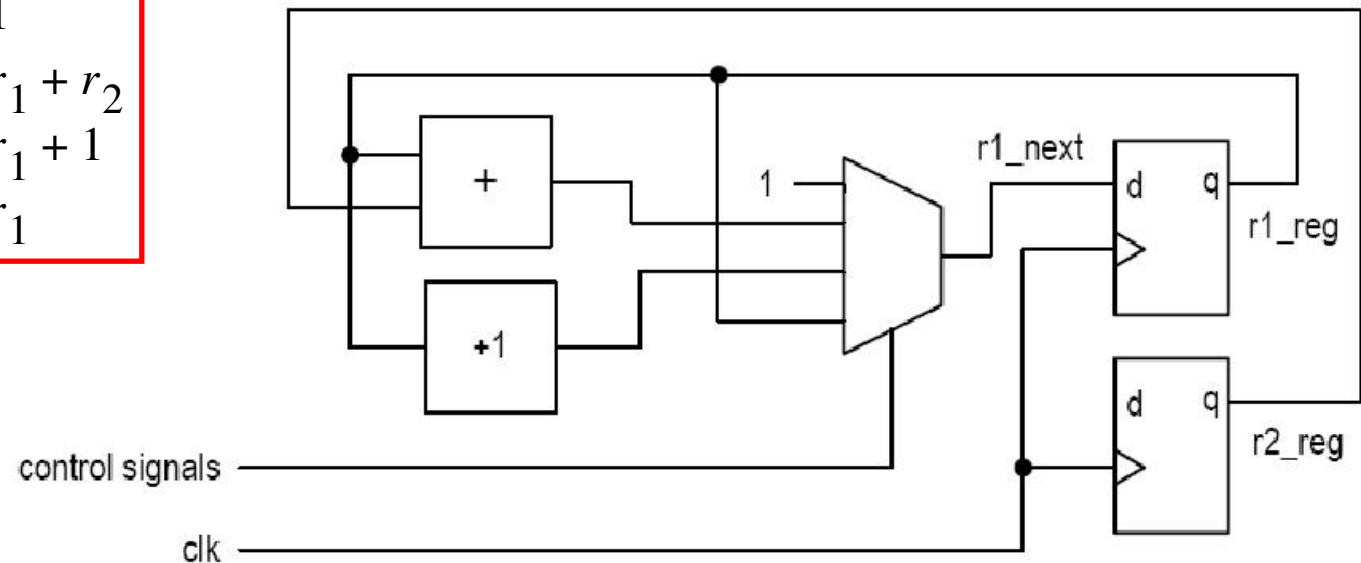 1
r1 + r2
r1 + 1
r1
+
+1
1
r1_next
d q
r1_reg
d q
r2_reg
control signals
clk